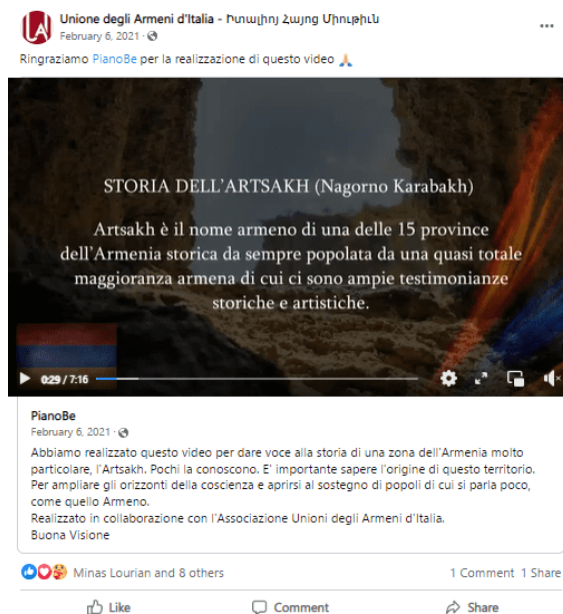 Unione degli Armeni d'Italia - Իտալիոյ Հայոց Միութիւն
February 6, 2021 ·
Ringraziamo PianoBe per la realizzazione di questo video
STORIA DELL'ARTSAKH (Nagorno Karabakh)
Artsakh è il nome armeno di una delle 15 province
dell'Armenia storica da sempre popolata da una quasi totale
maggioranza armena di cui ci sono ampie testimonianze
storiche e artistiche.
0:29 / 7:16
PianoBe
February 6, 2021 ·
Abbiamo realizzato questo video per dare voce alla storia di una zona dell'Armenia molto
particolare, l'Artsakh. Pochi la conoscono. E' importante sapere l'origine di questo territorio.
Per ampliare gli orizzonti della coscienza e aprirsi al sostegno di popoli di cui si parla poco,
come quello Armeno.
Realizzato in collaborazione con l'Associazione Unioni degli Armeni d'Italia.
Buona Visione
Minas Lourian and 8 others
1 Comment 1 Share
Like Comment Share